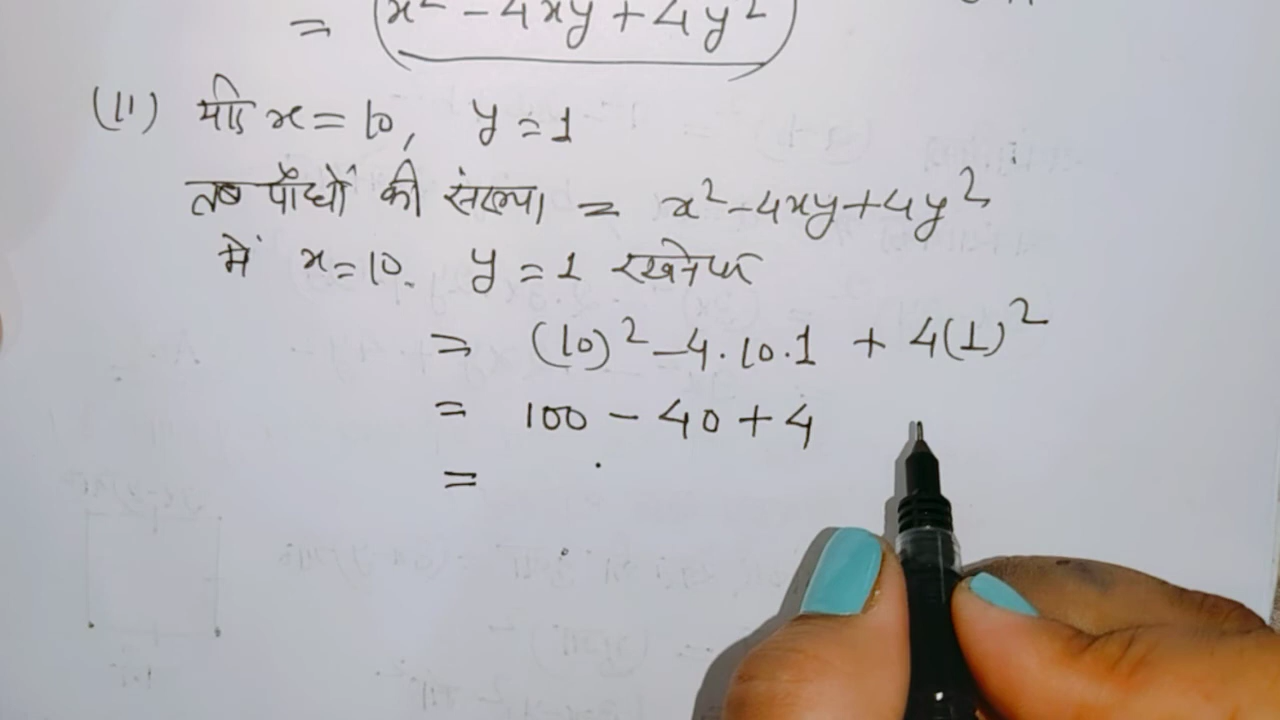 = (x² - 4xy + 4y²)
(11) यदि x = 10, y = 1
तब पौधों की संख्या = x² - 4xy + 4y²
में x = 10. y = 1 रखने पर
= (10)² - 4.10.1 + 4(1)²
= 100 - 40 + 4
=